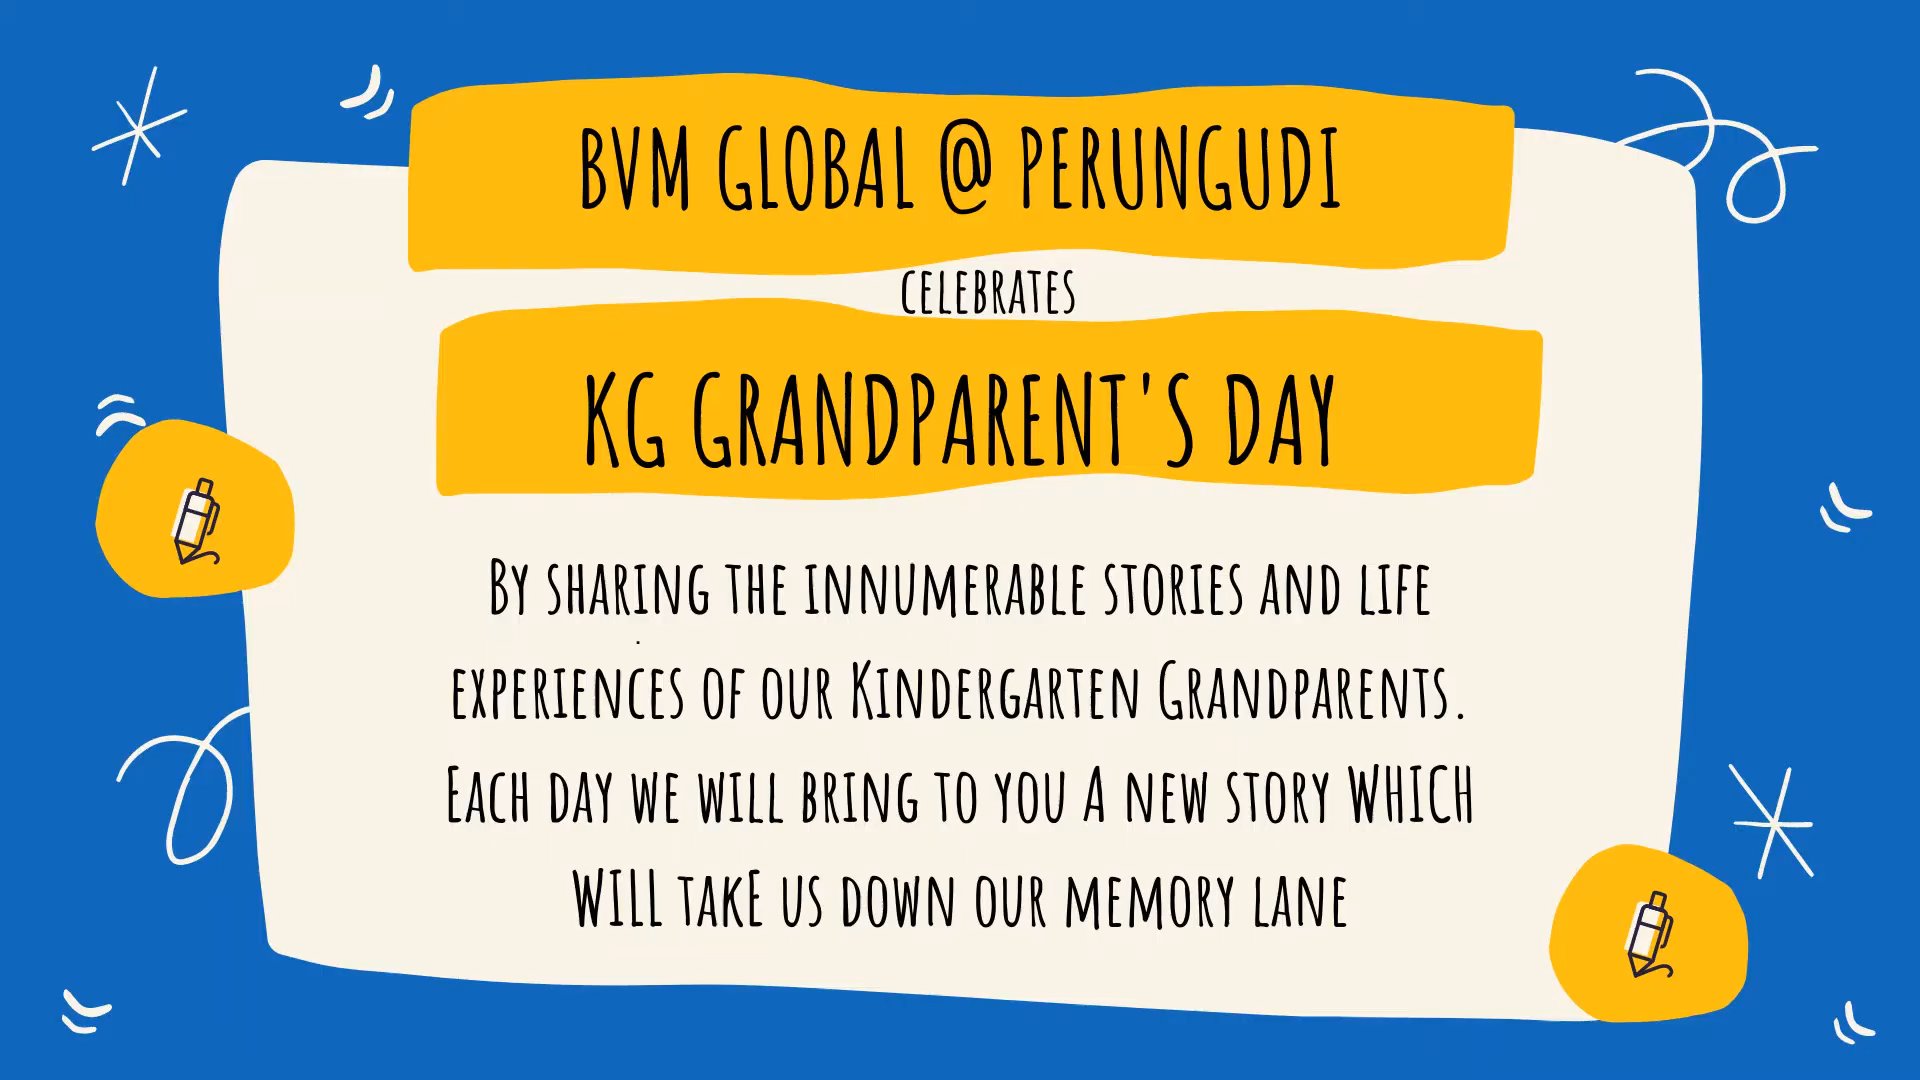 BVM GLOBAL @ PERUNGUDI
CELEBRATES
KG GRANDPARENT'S DAY
By sharing the innumerable stories and life
experiences of our Kindergarten Grandparents.
Each day we will bring to you A new story WHICH
WILL takE us down our memory lane